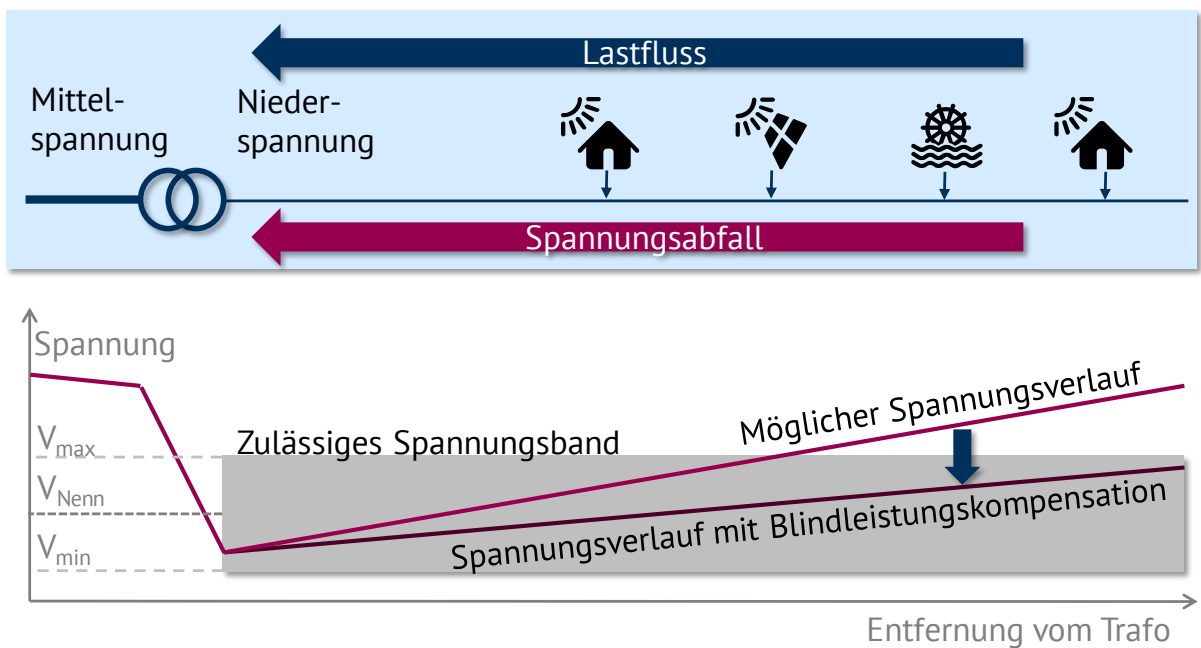 Lastfluss
Mittel-
spannung
Nieder-
spannung
Spannungsabfall
Spannung
Möglicher Spannungsverlauf
Zulässiges Spannungsband
Vmax
VNenn
Spannungsverlauf mit Blindleistungskompensation
Vmin
Entfernung vom Trafo